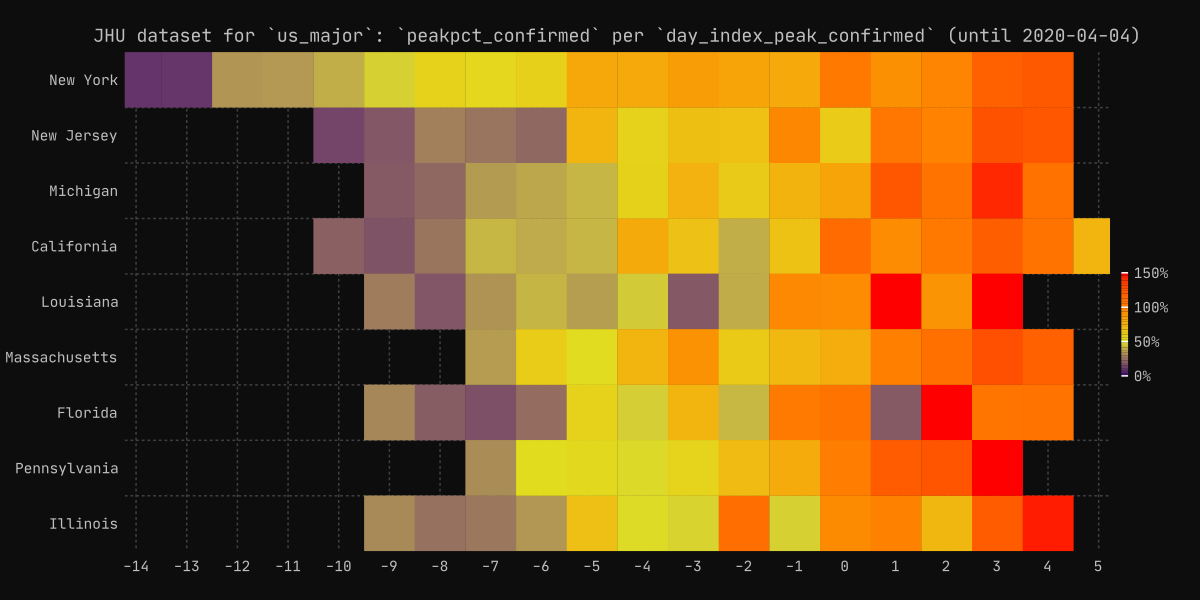 JHU dataset for `us_major`: `peakpct_confirmed` per `day_index_peak_confirmed` (until 2020-04-04)
New York
New Jersey
Michigan
California
Louisiana
Massachusetts
Florida
Pennsylvania
Illinois
150%
100%
50%
0%
-14 -13 -12 -11 -10 -9 -8 -7 -6 -5 -4 -3 -2 -1 0 1 2 3 4 5